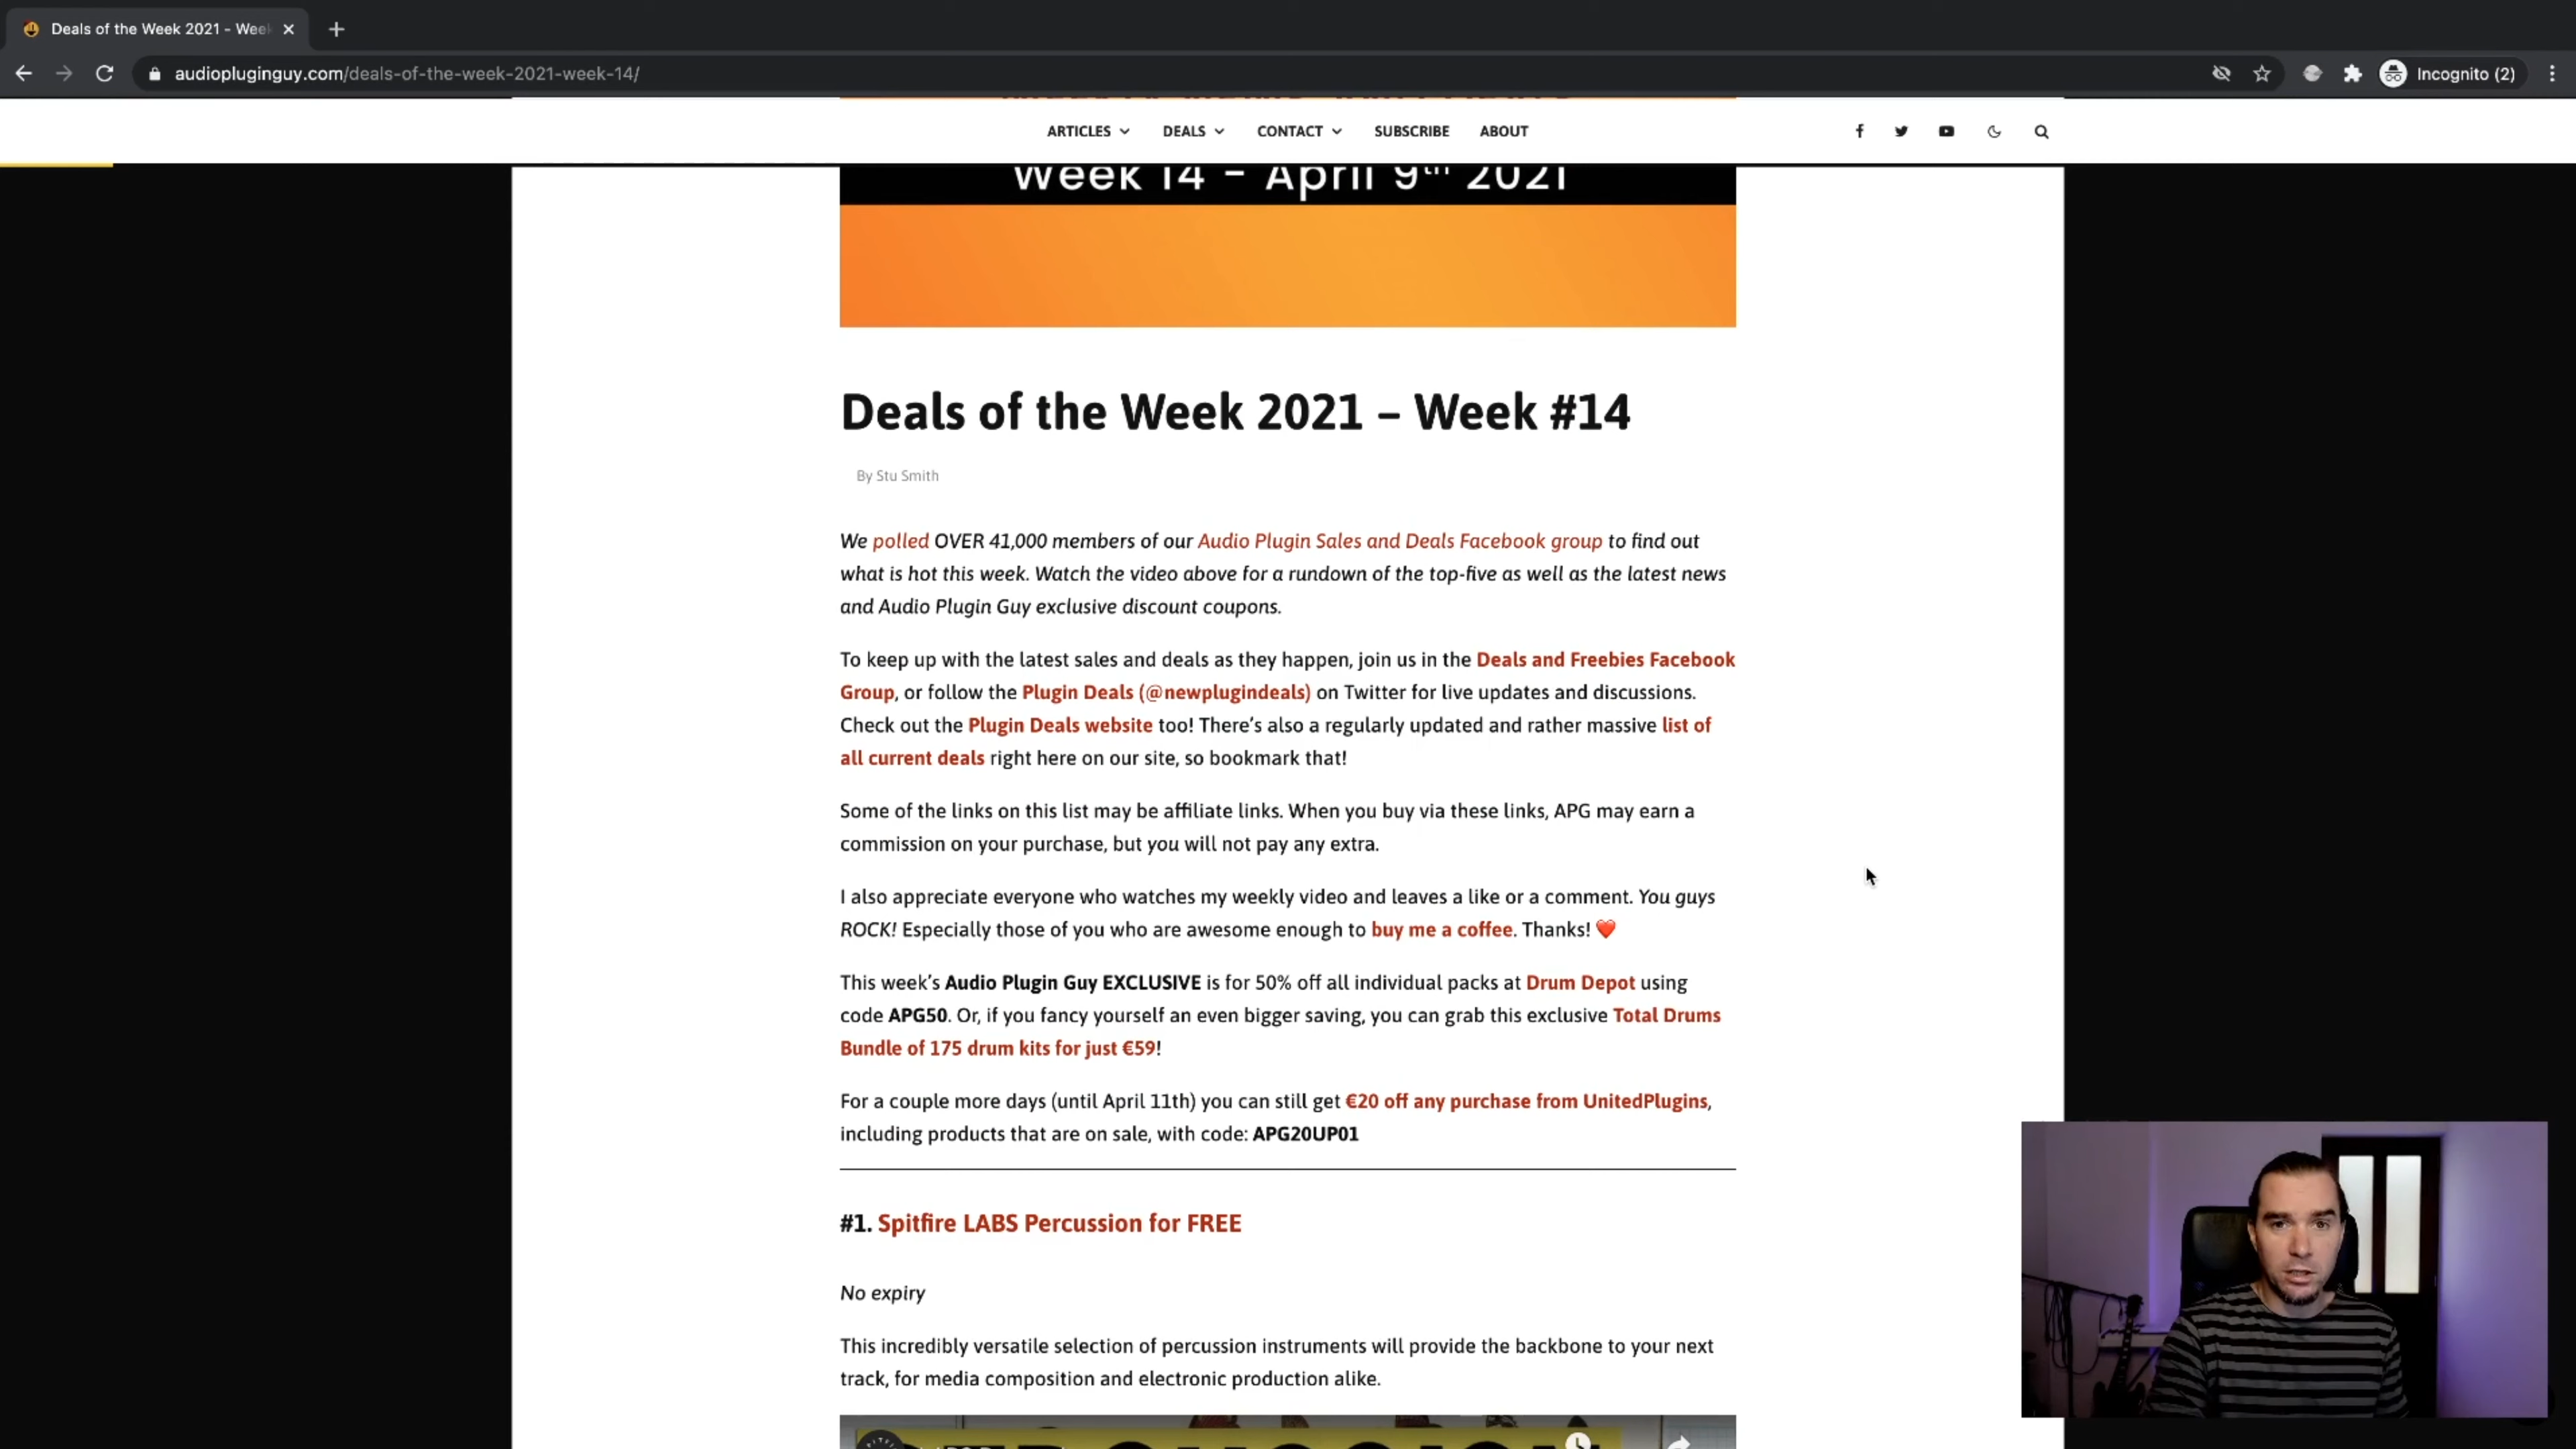 Deals of the Week 2021 - Week
audiopluginguy.com/deals-of-the-week-2021-week-14/
Incognito (2)
ARTICLES
DEALS
CONTACT
SUBSCRIBE
ABOUT
Week 14 - April 9th 2021
Deals of the Week 2021 – Week #14
By Stu Smith
We polled OVER 41,000 members of our Audio Plugin Sales and Deals Facebook group to find out
what is hot this week. Watch the video above for a rundown of the top-five as well as the latest news
and Audio Plugin Guy exclusive discount coupons.
To keep up with the latest sales and deals as they happen, join us in the Deals and Freebies Facebook
Group, or follow the Plugin Deals (@newplugindeals) on Twitter for live updates and discussions.
Check out the Plugin Deals website too! There's also a regularly updated and rather massive list of
all current deals right here on our site, so bookmark that!
Some of the links on this list may be affiliate links. When you buy via these links, APG may earn a
commission on your purchase, but you will not pay any extra.
I also appreciate everyone who watches my weekly video and leaves a like or a comment. You guys
ROCK! Especially those of you who are awesome enough to buy me a coffee. Thanks! ❤️
This week's Audio Plugin Guy EXCLUSIVE is for 50% off all individual packs at Drum Depot using
code APG50. Or, if you fancy yourself an even bigger saving, you can grab this exclusive Total Drums
Bundle of 175 drum kits for just €59!
For a couple more days (until April 11th) you can still get €20 off any purchase from UnitedPlugins,
including products that are on sale, with code: APG20UP01
#1. Spitfire LABS Percussion for FREE
No expiry
This incredibly versatile selection of percussion instruments will provide the backbone to your next
track, for media composition and electronic production alike.